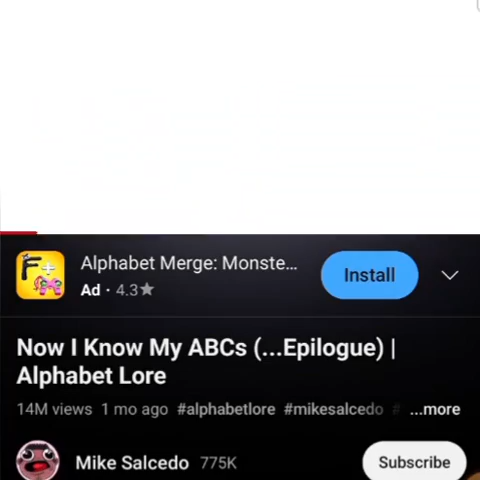 Alphabet Merge: Monste...
Ad · 4.3★
Install
Now I Know My ABCs (...Epilogue) |
Alphabet Lore
14M views 1 mo ago #alphabetlore #mikesalcedo # ...more
Mike Salcedo 775K
Subscribe